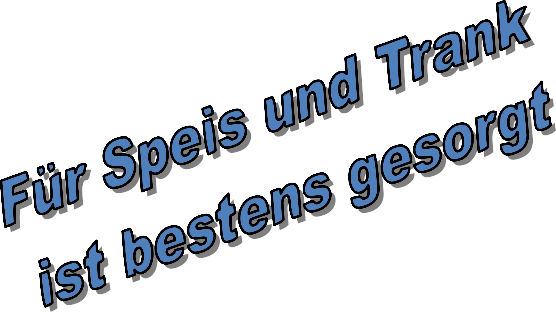 Für Speis und Trank
ist bestens gesorgt